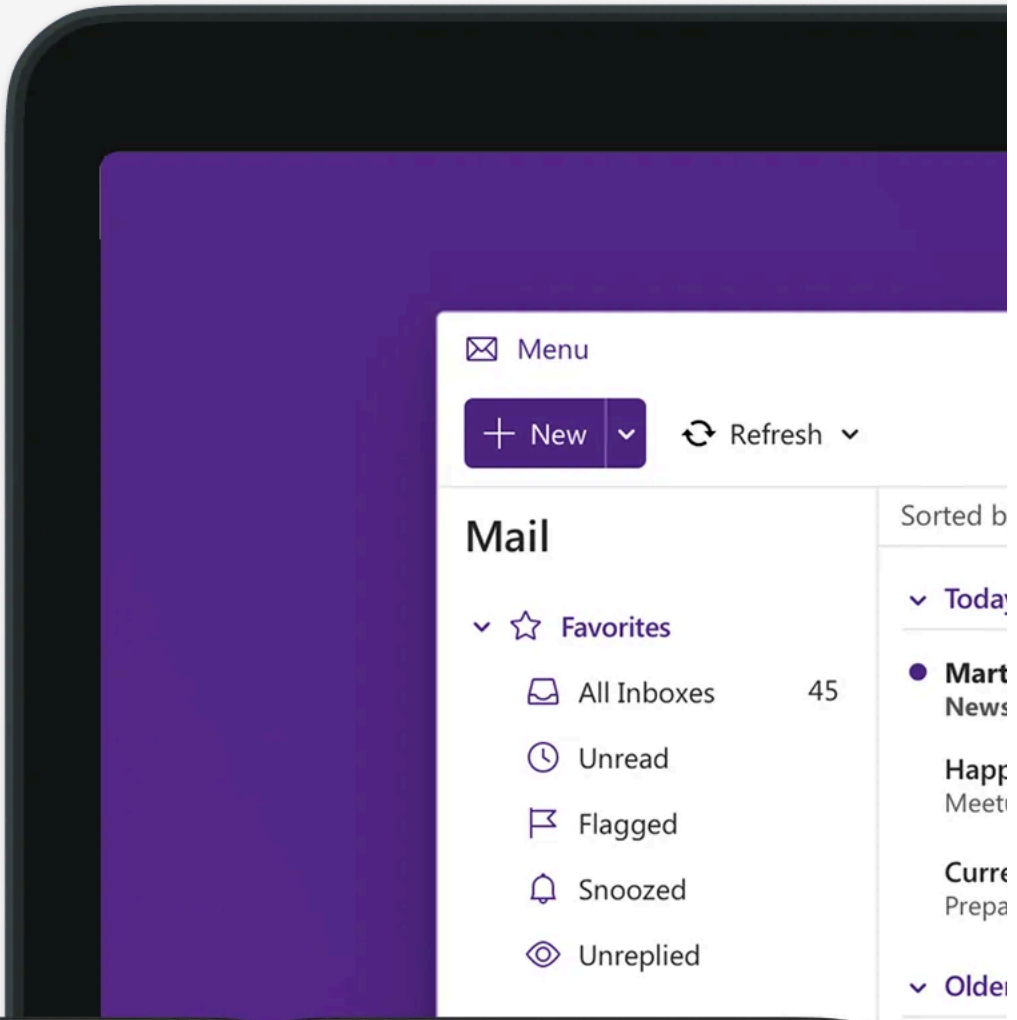 Menu
New
Refresh
Mail
Favorites
All Inboxes 45
Unread
Flagged
Snoozed
Unreplied
Sorted